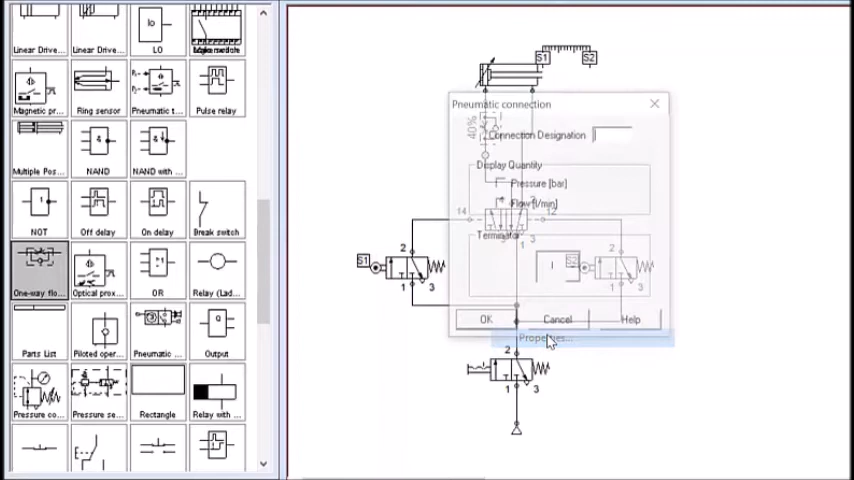 Linear Drive... Linear Drive... LO
Magnetic pr... Ring sensor Pneumatic t... Pulse relay
Multiple Pos... NAND NAND with ...
NOT Off delay On delay Break switch
One-way flo... Optical prox... OR Relay (Lad...
Parts List Piloted oper... Pneumatic ... Output
Pressure co... Pressure se... Rectangle Relay with ...
S1 S2
Pneumatic connection
40%
Connection Designation
Display Quantity
Pressure [bar]
Flow [l/min]
14 12
Terminator
1 3
S1 2
1 3
2
1 3
OK Cancel Help
Properties...
2
1 3